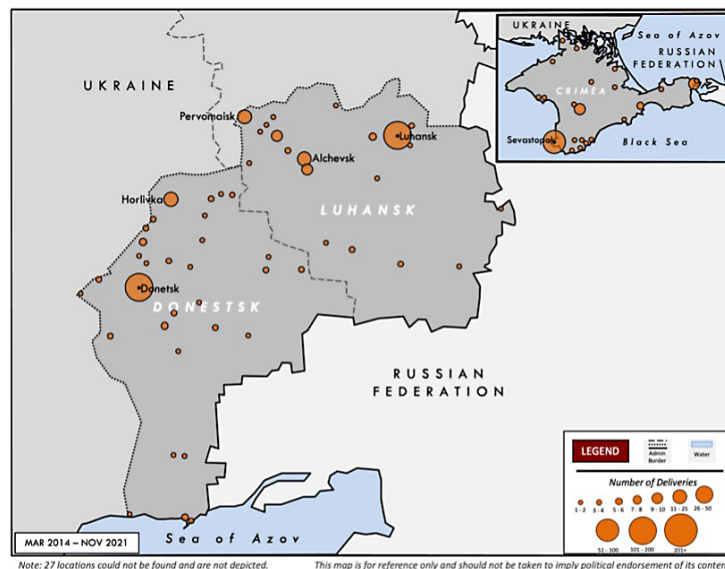 UKRAINE
Sea of Azov
RUSSIAN
FEDERATION
CRIMEA
Sevastopol
Black Sea
UKRAINE
Pervomaisk
Luhansk
Alchevsk
Horlivka
LUHANSK
Donetsk
DONESTSK
RUSSIAN
FEDERATION
LEGEND
Admin
Border
Water
Number of Deliveries
1 - 2
3 - 4
5 - 6
7 - 8
9 - 10
11 - 25
26 - 50
51 - 100
101 - 200
201+
MAR 2014 – NOV 2021
Sea of Azov
Note: 27 locations could not be found and are not depicted.
This map is for reference only and should not be taken to imply political endorsement of its